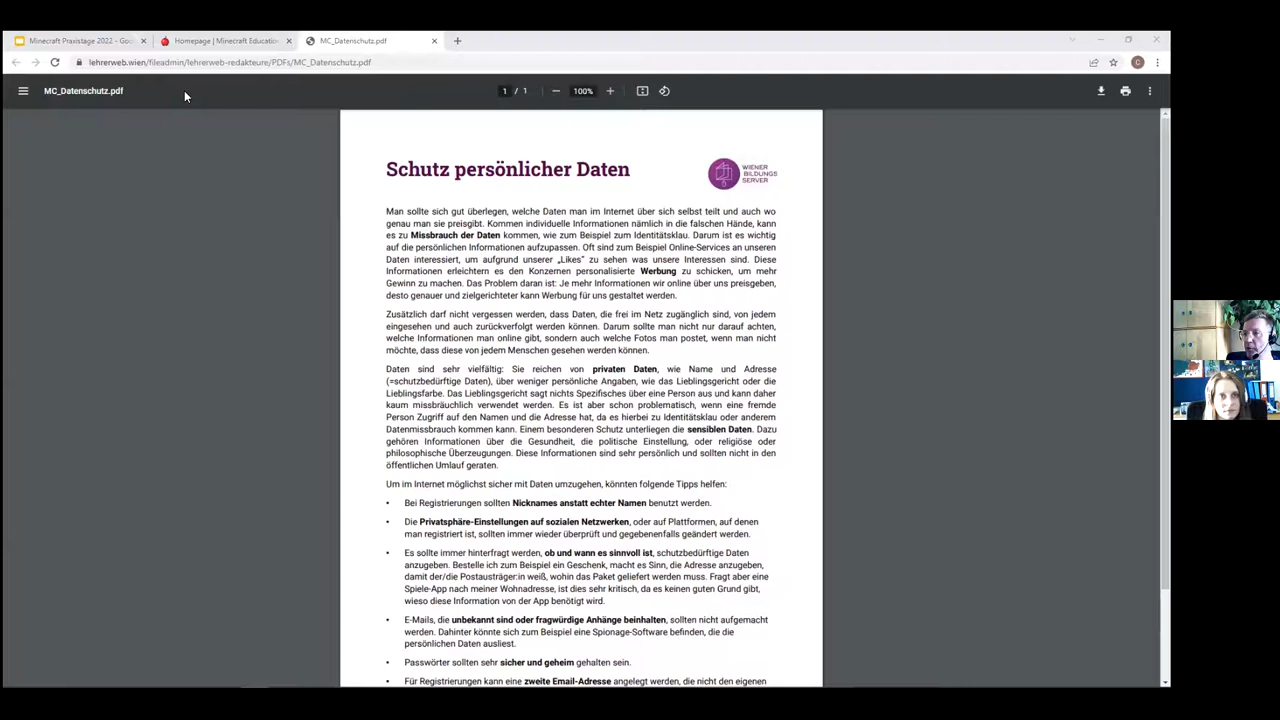 Minecraft Praxistage 2022 - Goo
Homepage | Minecraft Education
MC_Datenschutz.pdf
lehrerweb.wien/fileadmin/lehrerweb-redakteure/PDFs/MC_Datenschutz.pdf
C
MC_Datenschutz.pdf
1 / 1
100%
Schutz persönlicher Daten
WIENER
BILDUNGS
SERVER
Man sollte sich gut überlegen, welche Daten man im Internet über sich selbst teilt und auch wo
genau man sie preisgibt. Kommen individuelle Informationen nämlich in die falschen Hände, kann
es zu Missbrauch der Daten kommen, wie zum Beispiel zum Identitätsklau. Darum ist es wichtig
auf die persönlichen Informationen aufzupassen. Oft sind zum Beispiel Online-Services an unseren
Daten interessiert, um aufgrund unserer „Likes" zu sehen was unsere Interessen sind. Diese
Informationen erleichtern es den Konzernen personalisierte Werbung zu schicken, um mehr
Gewinn zu machen. Das Problem daran ist: Je mehr Informationen wir online über uns preisgeben,
desto genauer und zielgerichteter kann Werbung für uns gestaltet werden.
Zusätzlich darf nicht vergessen werden, dass Daten, die frei im Netz zugänglich sind, von jedem
eingesehen und auch zurückverfolgt werden können. Darum sollte man nicht nur darauf achten,
welche Informationen man online gibt, sondern auch welche Fotos man postet, wenn man nicht
möchte, dass diese von jedem Menschen gesehen werden können.
Daten sind sehr vielfältig: Sie reichen von privaten Daten, wie Name und Adresse
(=schutzbedürftige Daten), über weniger persönliche Angaben, wie das Lieblingsgericht oder die
Lieblingsfarbe. Das Lieblingsgericht sagt nichts Spezifisches über eine Person aus und kann daher
kaum missbräuchlich verwendet werden. Es ist aber schon problematisch, wenn eine fremde
Person Zugriff auf den Namen und die Adresse hat, da es hierbei zu Identitätsklau oder anderem
Datenmissbrauch kommen kann. Einem besonderen Schutz unterliegen die sensiblen Daten. Dazu
gehören Informationen über die Gesundheit, die politische Einstellung, oder religiöse oder
philosophische Überzeugungen. Diese Informationen sind sehr persönlich und sollten nicht in den
öffentlichen Umlauf geraten.
Um im Internet möglichst sicher mit Daten umzugehen, könnten folgende Tipps helfen:
• Bei Registrierungen sollten Nicknames anstatt echter Namen benutzt werden.
• Die Privatsphäre-Einstellungen auf sozialen Netzwerken, oder auf Plattformen, auf denen
man registriert ist, sollten immer wieder überprüft und gegebenenfalls geändert werden.
• Es sollte immer hinterfragt werden, ob und wann es sinnvoll ist, schutzbedürftige Daten
anzugeben. Bestelle ich zum Beispiel ein Geschenk, macht es Sinn, die Adresse anzugeben,
damit der/die Postausträger:in weiß, wohin das Paket geliefert werden muss. Fragt aber eine
Spiele-App nach meiner Wohnadresse, ist dies sehr kritisch, da es keinen guten Grund gibt,
wieso diese Information von der App benötigt wird.
• E-Mails, die unbekannt sind oder fragwürdige Anhänge beinhalten, sollten nicht aufgemacht
werden. Dahinter könnte sich zum Beispiel eine Spionage-Software befinden, die die
persönlichen Daten ausliest.
• Passwörter sollten sehr sicher und geheim gehalten sein.
• Für Registrierungen kann eine zweite Email-Adresse angelegt werden, die nicht den eigenen